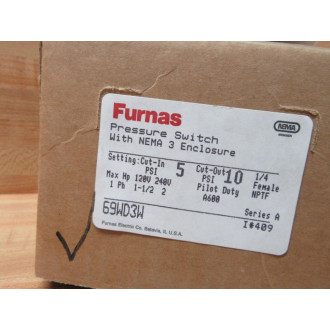 Furnas
NEMA
Pressure Switch
With NEMA 3 Enclosure
Setting: Cut-In PSI 5 Cut-Out PSI 10 1/4 Female NPTF
Max Hp 120V 240V Pilot Duty
1 Ph 1-1/2 2 A600
69WD3W
Series A
Furnas Electric Co. Batavia, IL U.S.A.
I#409